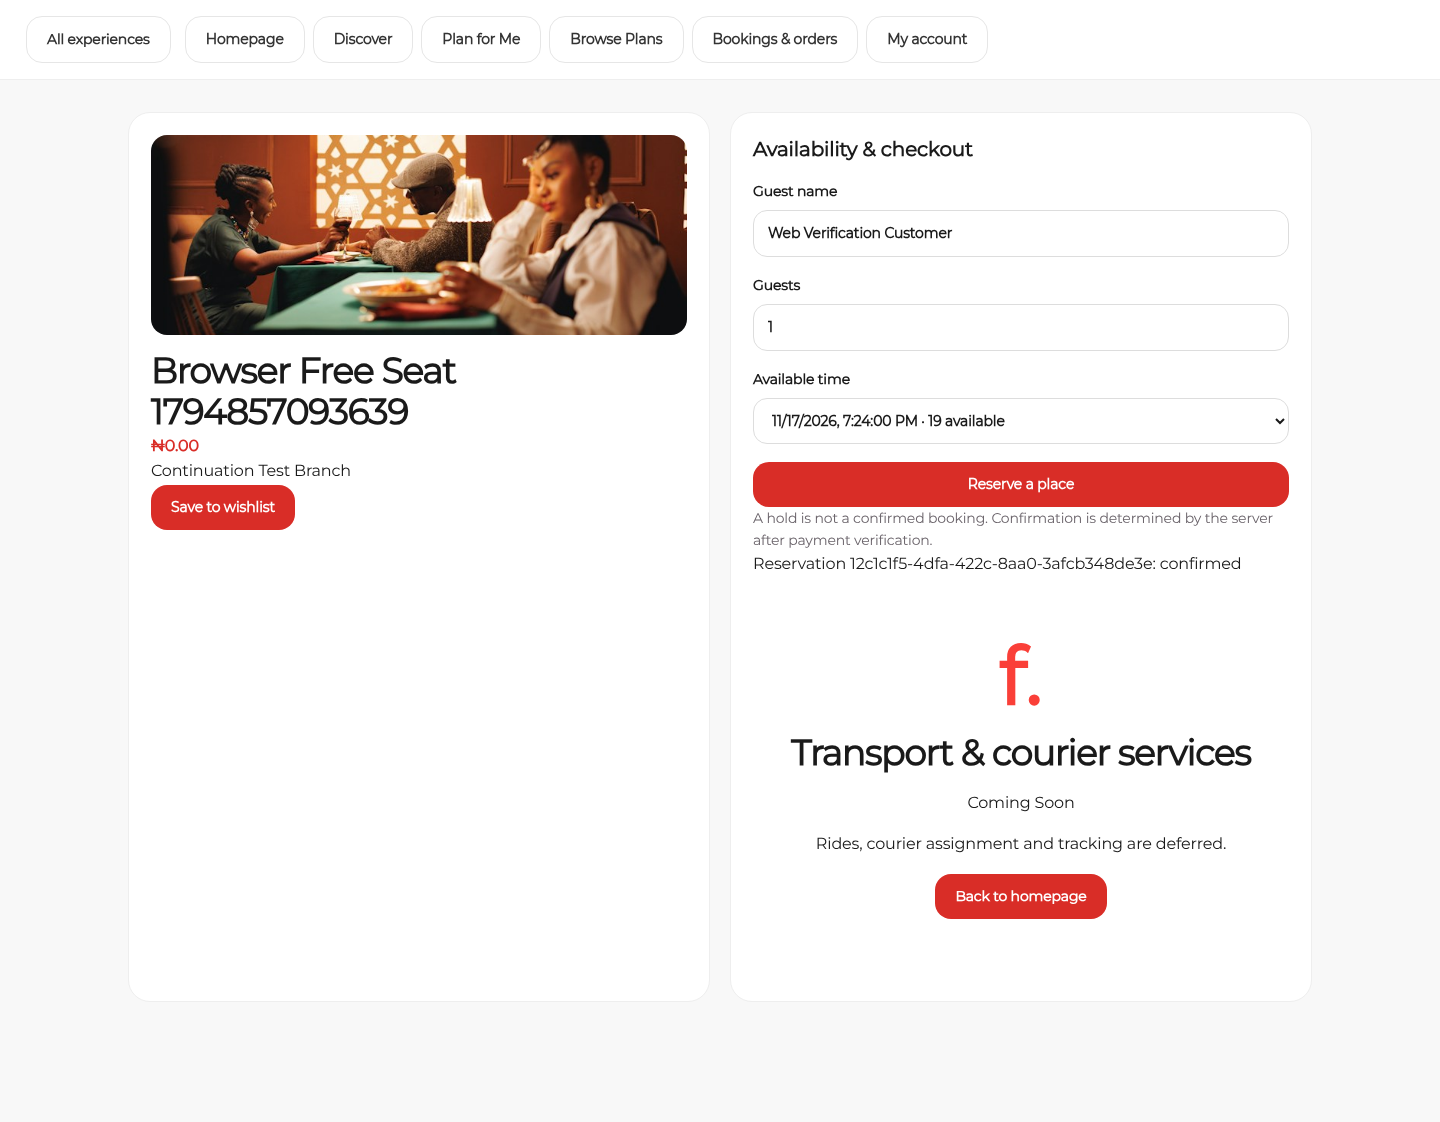 All experiences
Homepage
Discover
Plan for Me
Browse Plans
Bookings & orders
My account
Browser Free Seat
1794857093639
₦0.00
Continuation Test Branch
Save to wishlist
Availability & checkout
Guest name
Web Verification Customer
Guests
1
Available time
11/17/2026, 7:24:00 PM · 19 available
Reserve a place
A hold is not a confirmed booking. Confirmation is determined by the server
after payment verification.
Reservation 12c1c1f5-4dfa-422c-8aa0-3afcb348de3e: confirmed
f.
Transport & courier services
Coming Soon
Rides, courier assignment and tracking are deferred.
Back to homepage